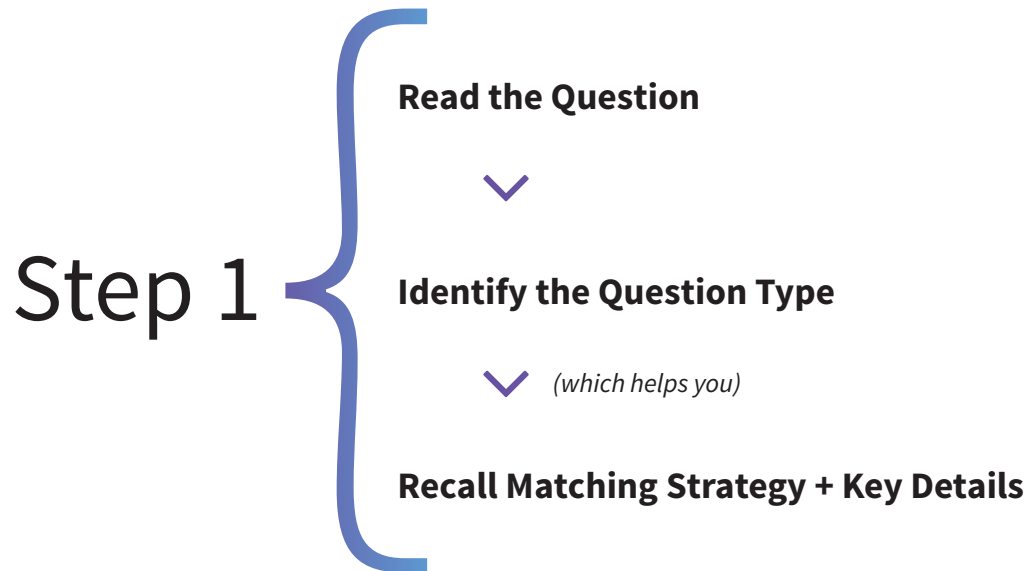 Step 1
Read the Question
Identify the Question Type
(which helps you)
Recall Matching Strategy + Key Details